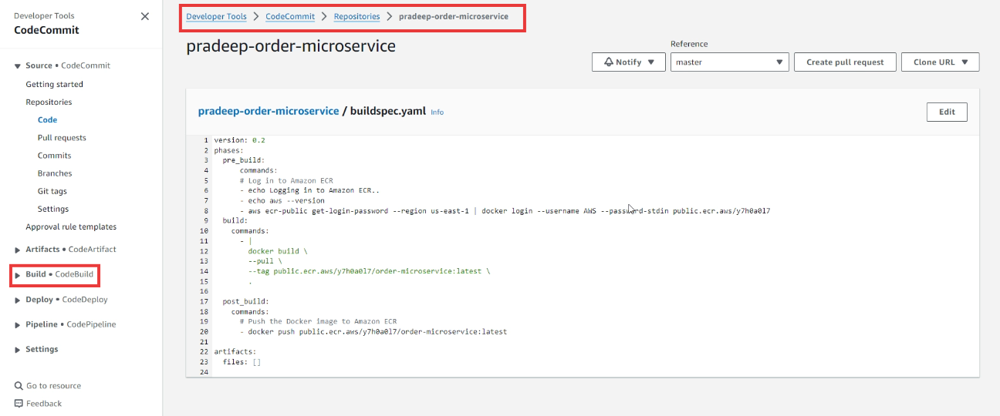 Developer Tools
CodeCommit
Source • CodeCommit
Getting started
Repositories
Code
Pull requests
Commits
Branches
Git tags
Settings
Approval rule templates
Artifacts • CodeArtifact
Build • CodeBuild
Deploy • CodeDeploy
Pipeline • CodePipeline
Settings
Go to resource
Feedback
Developer Tools > CodeCommit > Repositories > pradeep-order-microservice
pradeep-order-microservice
Reference
Notify
master
Create pull request
Clone URL
pradeep-order-microservice / buildspec.yaml Info
Edit
1 version: 0.2
2 phases:
3 pre_build:
4 commands:
5 # Log in to Amazon ECR
6 - echo Logging in to Amazon ECR..
7 - echo aws --version
8 - aws ecr-public get-login-password --region us-east-1 | docker login --username AWS --password-stdin public.ecr.aws/y7h0a0l7
9 build:
10 commands:
11 - |
12 docker build \
13 --pull \
14 --tag public.ecr.aws/y7h0a0l7/order-microservice:latest \
15 .
16
17 post_build:
18 commands:
19 # Push the Docker image to Amazon ECR
20 - docker push public.ecr.aws/y7h0a0l7/order-microservice:latest
21
22 artifacts:
23 files: []
24